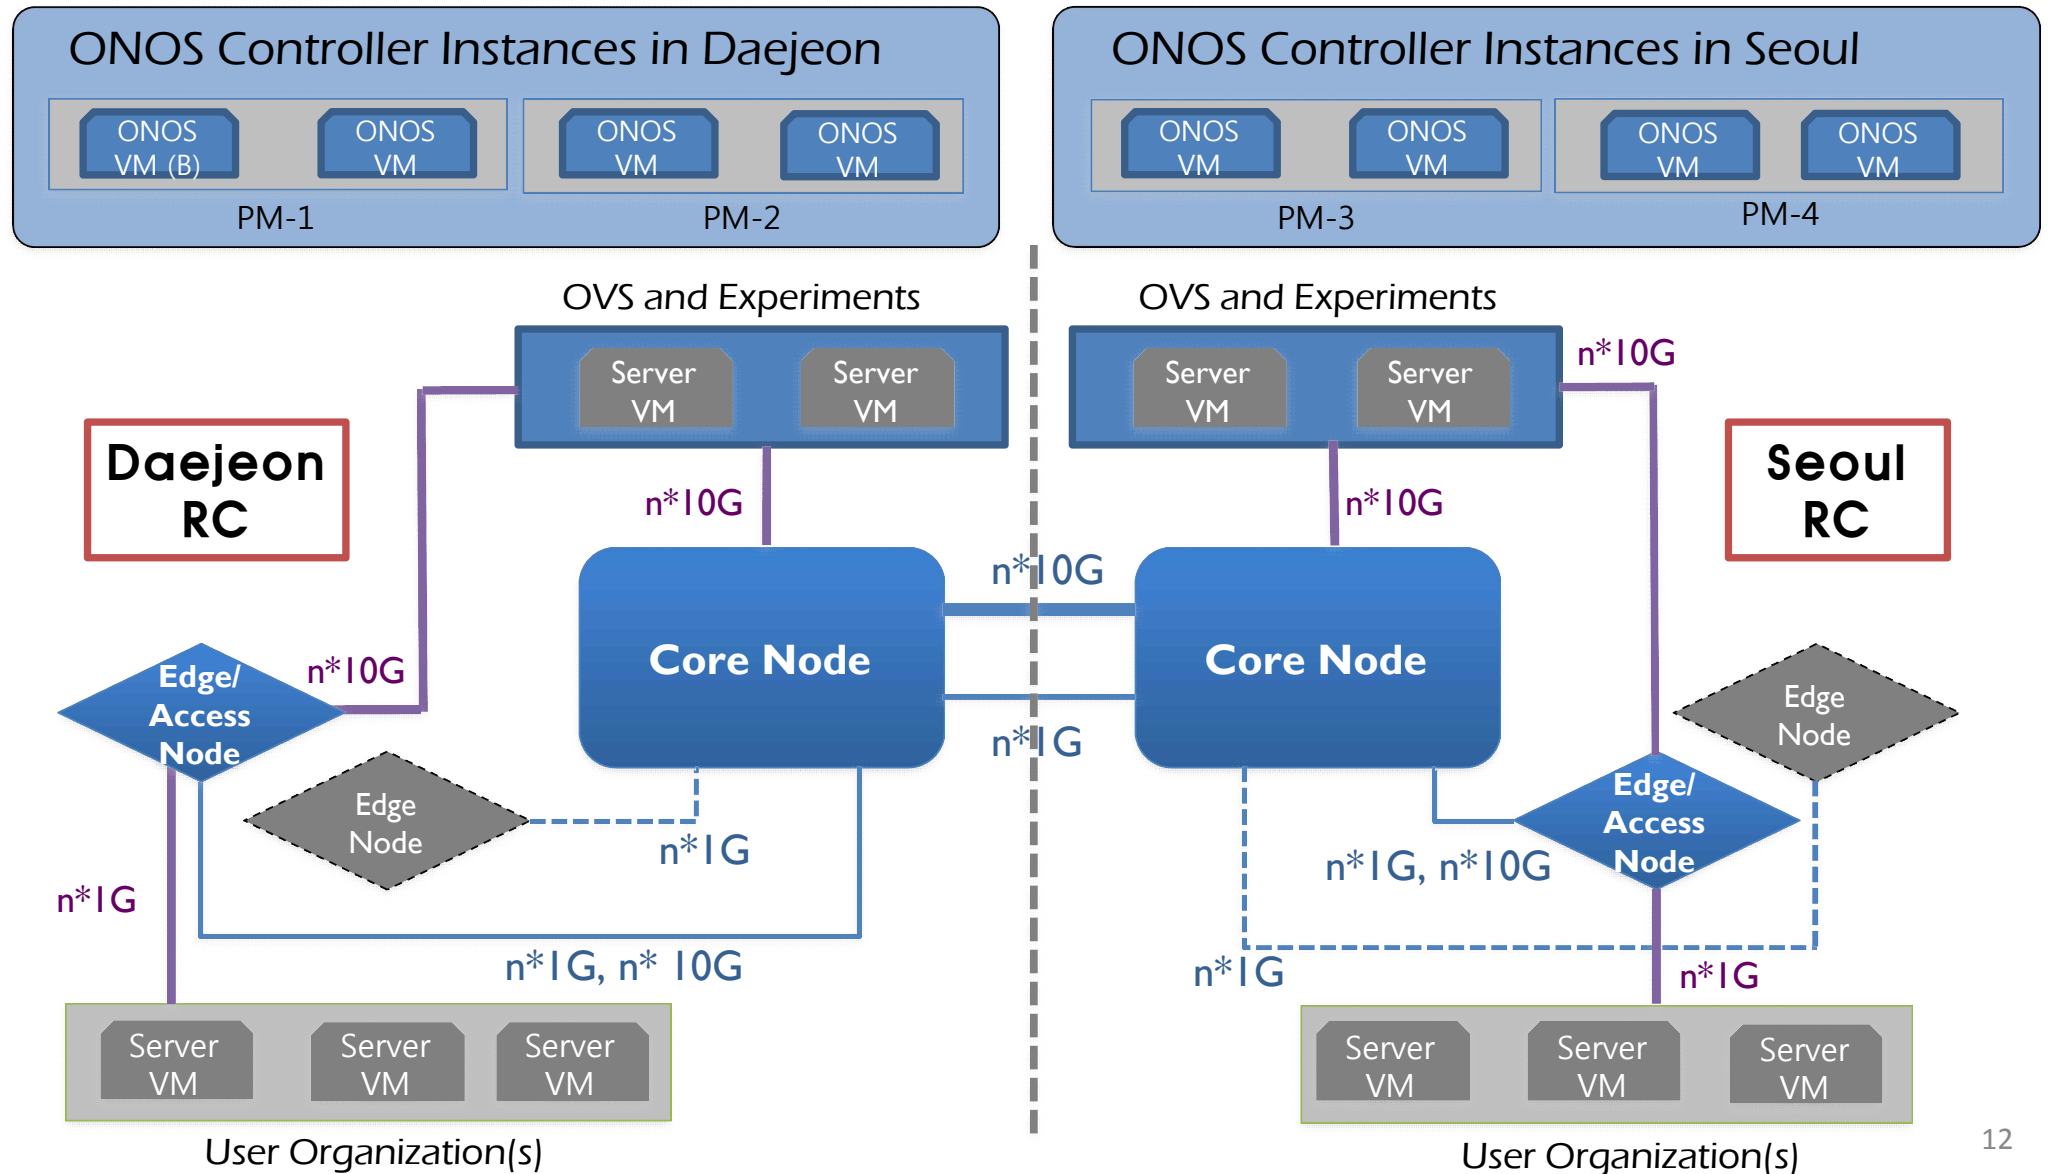 ONOS Controller Instances in Daejeon
ONOS
VM (B)
ONOS
VM
ONOS
VM
ONOS
VM
PM-1
PM-2
ONOS Controller Instances in Seoul
ONOS
VM
ONOS
VM
ONOS
VM
ONOS
VM
PM-3
PM-4
OVS and Experiments
Server
VM
Server
VM
OVS and Experiments
Server
VM
Server
VM
n*10G
Daejeon
RC
n*10G
n*10G
Seoul
RC
n*10G
Core Node
Core Node
n*1G
Edge/
Access
Node
n*10G
Edge
Node
n*1G
Edge
Node
Edge/
Access
Node
n*1G, n*10G
n*1G
n*1G, n* 10G
n*1G
n*1G
Server
VM
Server
VM
Server
VM
User Organization(s)
Server
VM
Server
VM
Server
VM
User Organization(s)
12